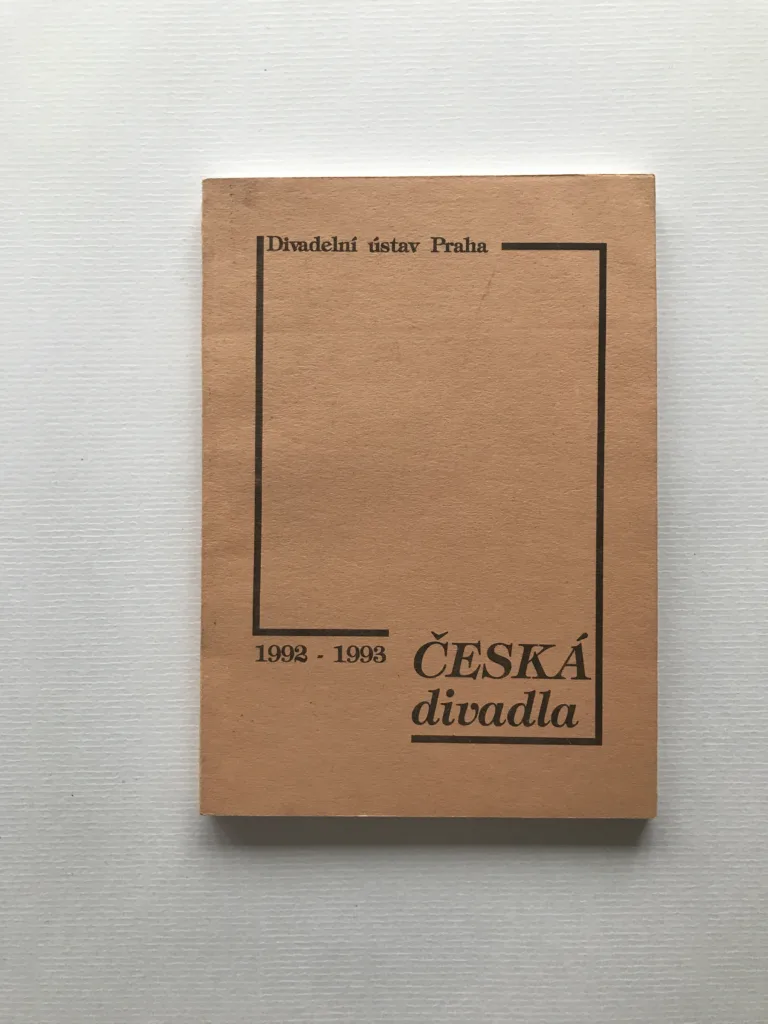 Divadelní ústav Praha
1992 - 1993
ČESKÁ
divadla